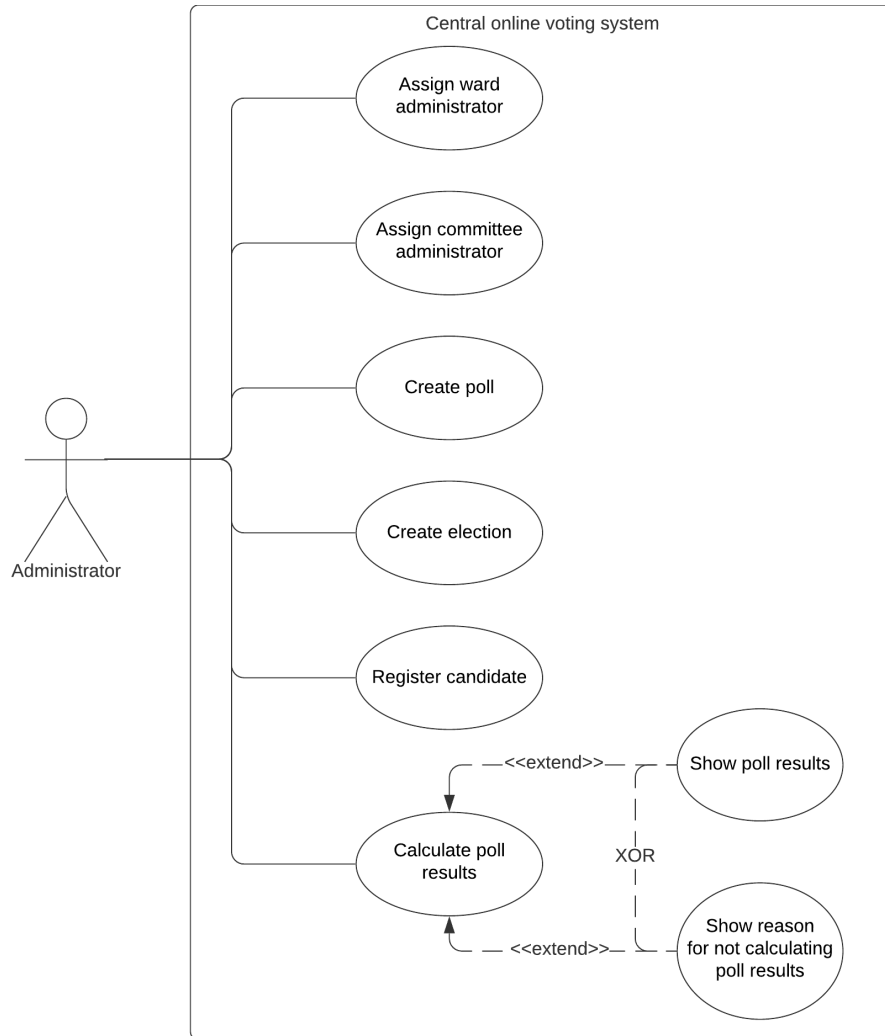 Central online voting system
Assign ward
administrator
Assign committee
administrator
Create poll
Create election
Administrator
Register candidate
<<extend>>
Show poll results
Calculate poll
results
XOR
<<extend>>
Show reason
for not calculating
poll results